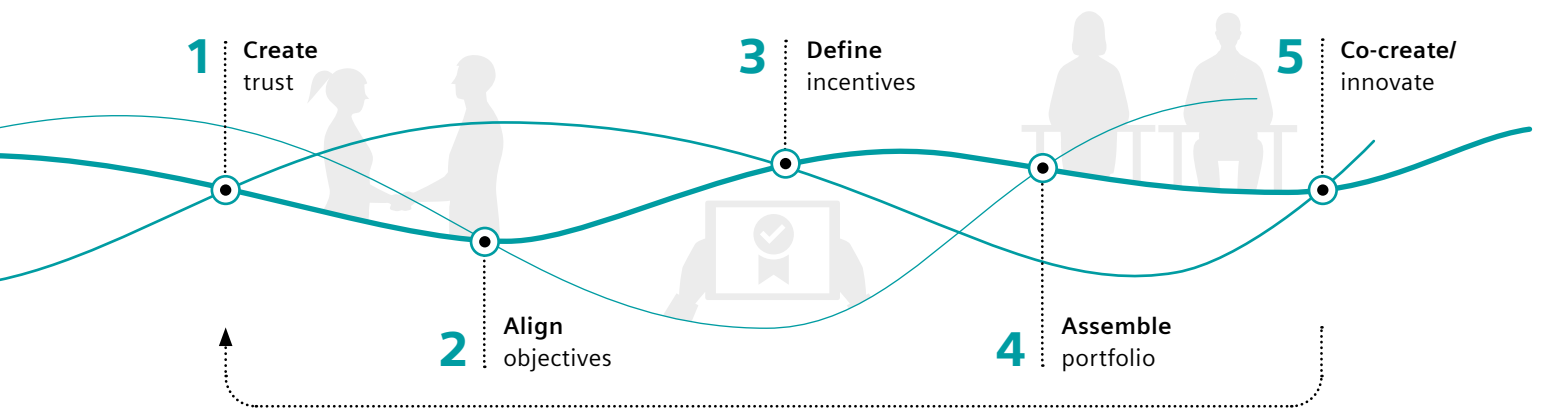 1
Create
trust
2
Align
objectives
3
Define
incentives
4
Assemble
portfolio
5
Co-create/
innovate